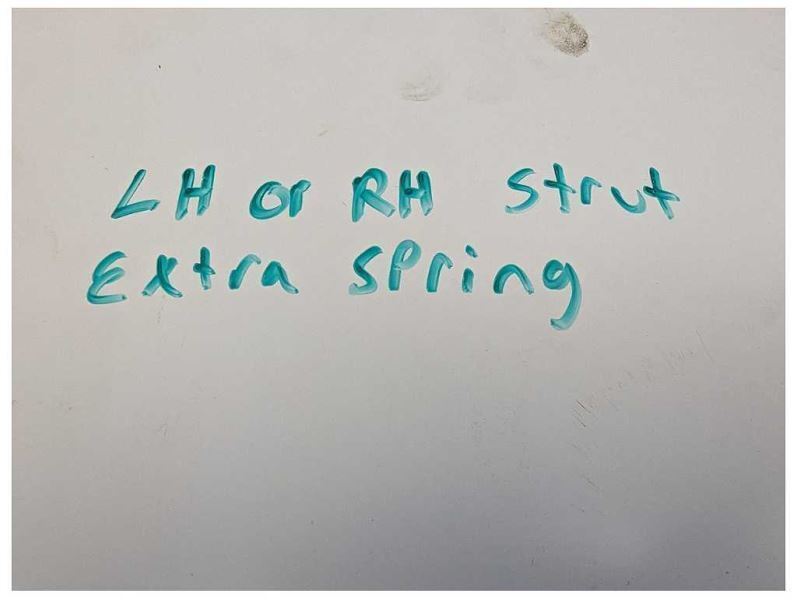 LH or RH strut
Extra spring